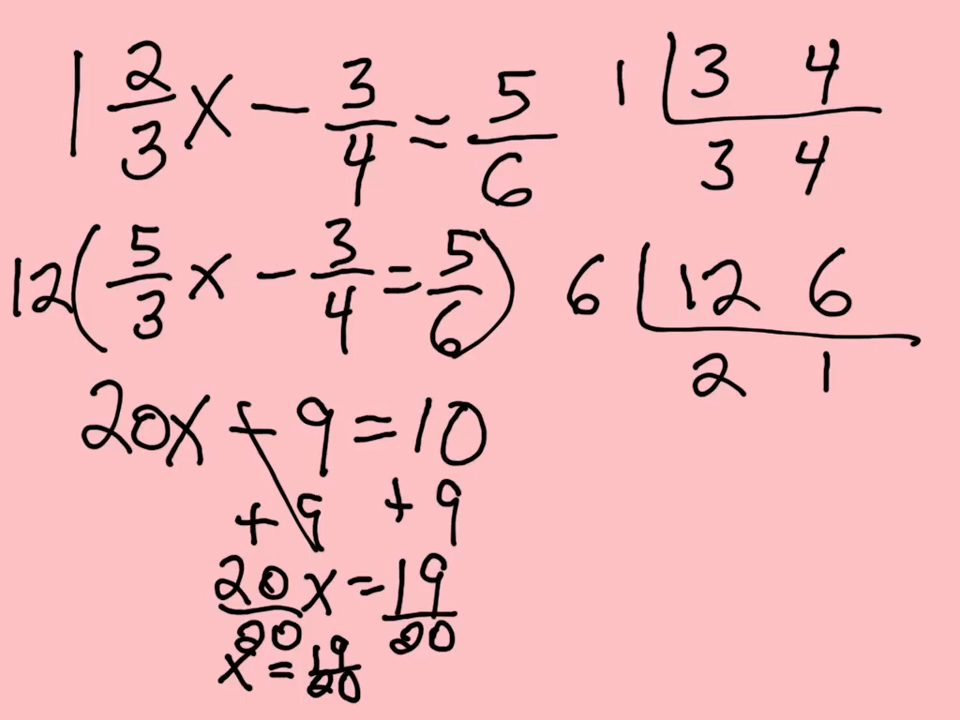 1 2/3 x - 3/4 = 5/6
1 | 3 4
3 4
12 ( 5/3 x - 3/4 = 5/6 )
6 | 12 6
2 1
20x - 9 = 10
+ 9 + 9
20/20 x = 19/20
x = 19/20